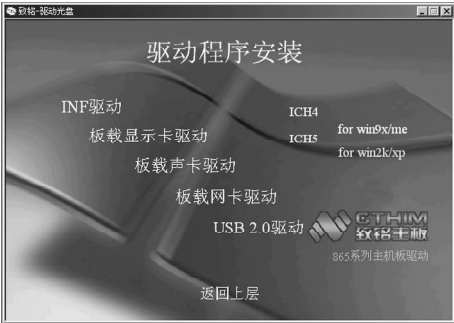 致铭-驱动光盘
驱动程序安装
INF驱动
ICH4
板载显示卡驱动
ICH5
for win9x/me
for win2k/xp
板载声卡驱动
板载网卡驱动
USB 2.0驱动
CTHIM
致铭主板
865系列主机板驱动
返回上层